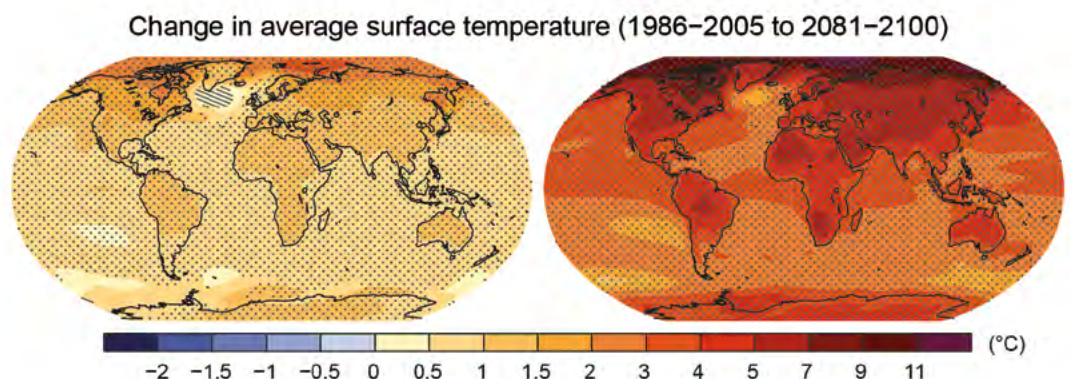 Change in average surface temperature (1986−2005 to 2081−2100)
(°C)
−2 −1.5 −1 −0.5 0 0.5 1 1.5 2 3 4 5 7 9 11